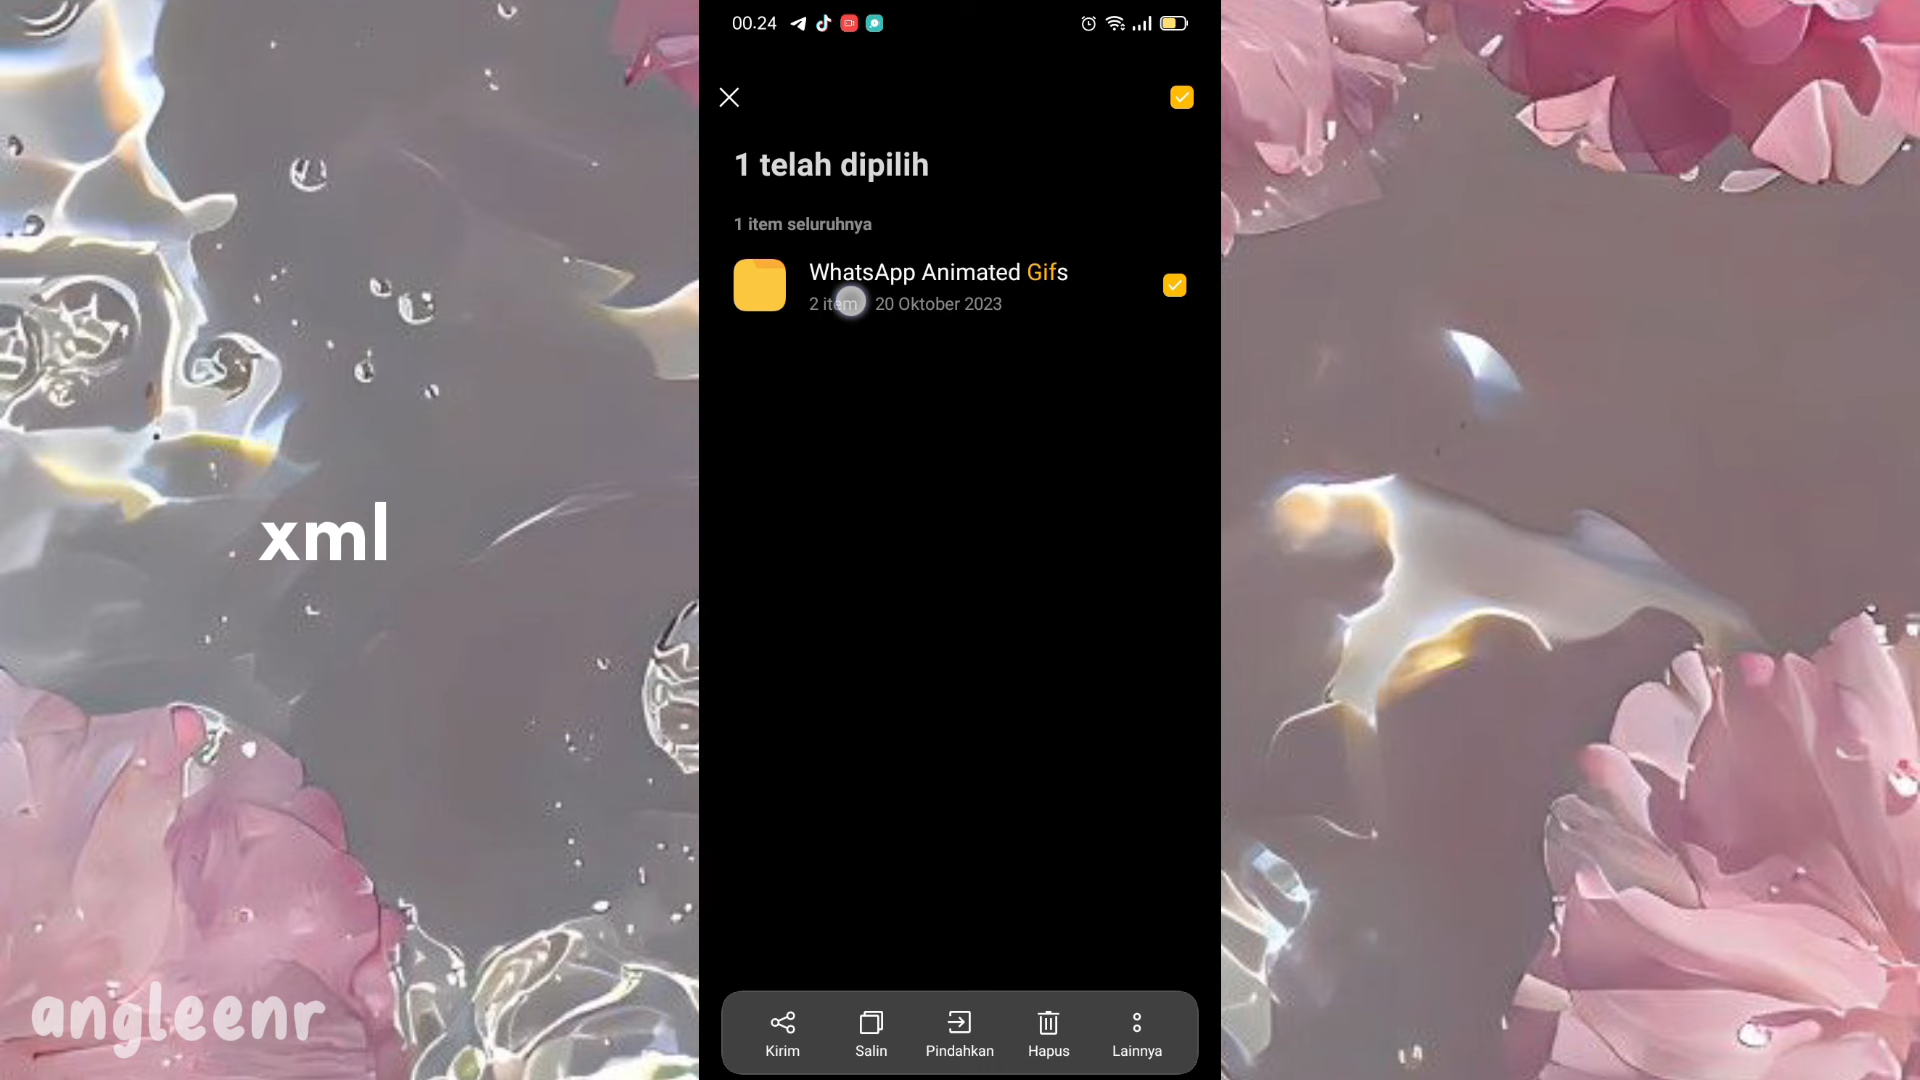 00.24
1 telah dipilih
1 item seluruhnya
WhatsApp Animated Gifs
2 item 20 Oktober 2023
xml
angleenr
Kirim Salin Pindahkan Hapus Lainnya